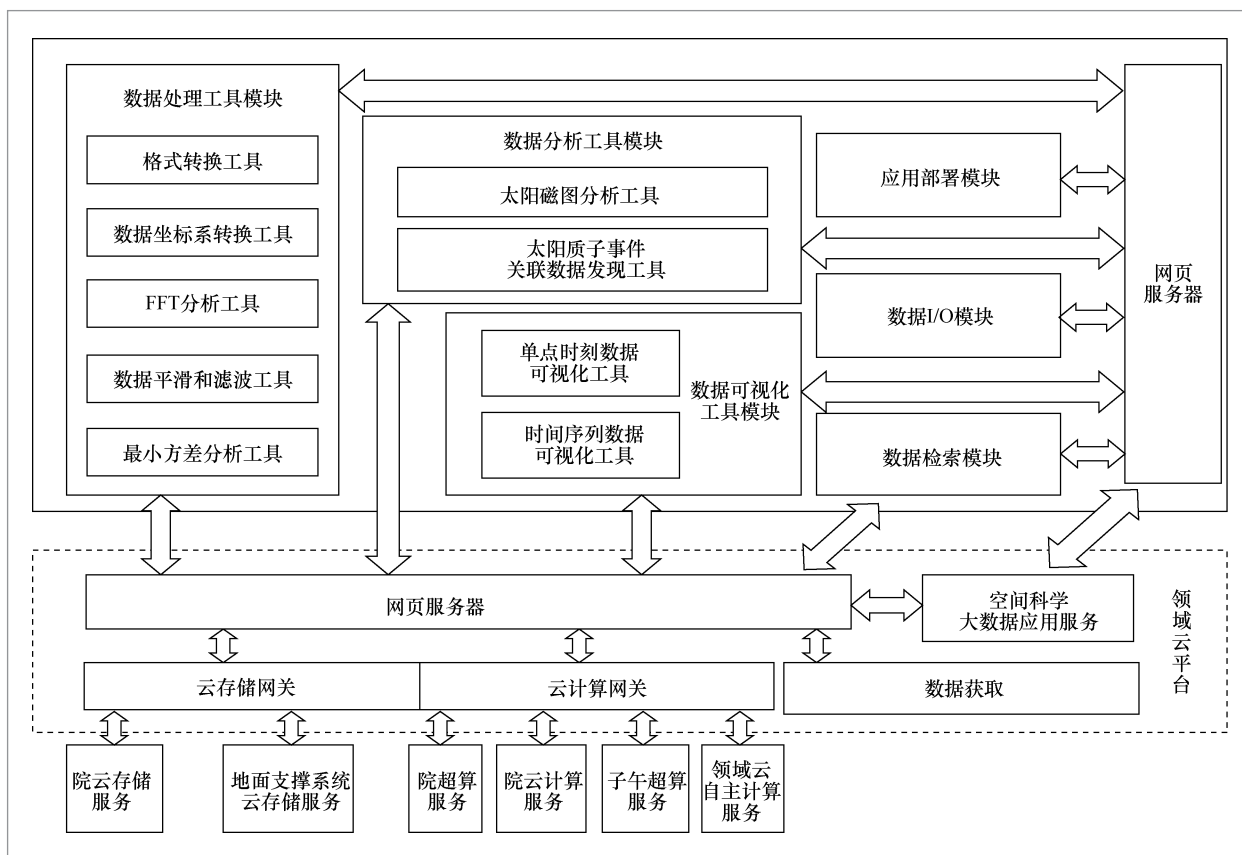 数据处理工具模块
格式转换工具
数据坐标系转换工具
FFT分析工具
数据平滑和滤波工具
最小方差分析工具
数据分析工具模块
太阳磁图分析工具
太阳质子事件
关联数据发现工具
单点时刻数据
可视化工具
时间序列数据
可视化工具
数据可视化
工具模块
应用部署模块
数据I/O模块
数据检索模块
网页
服务器
网页服务器
空间科学
大数据应用服务
领域云平台
云存储网关
云计算网关
数据获取
院云存储
服务
地面支撑系统
云存储服务
院超算
服务
院云计算
服务
子午超算
服务
领域云
自主计算
服务